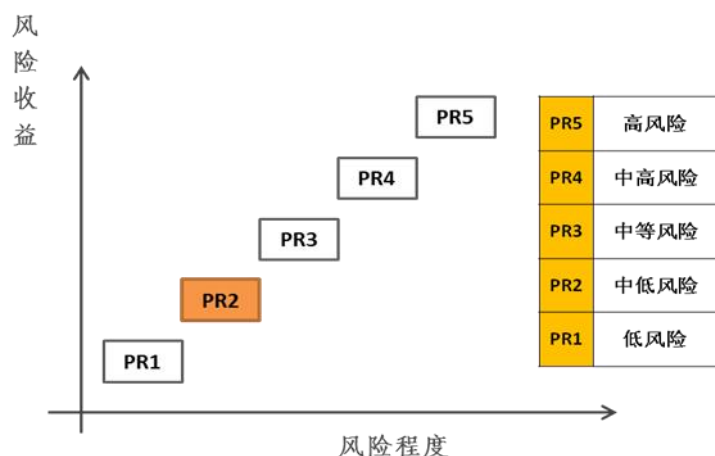 风
险
收
益
PR5
PR4
PR3
PR2
PR1
风险程度
PR5 高风险
PR4 中高风险
PR3 中等风险
PR2 中低风险
PR1 低风险